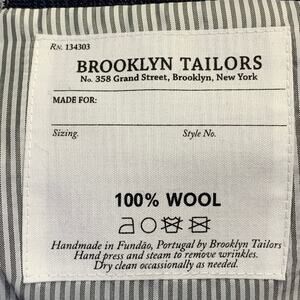 RN. 134303
BROOKLYN TAILORS
No. 358 Grand Street, Brooklyn, New York
MADE FOR:
Sizing. Style No.
100% WOOL
Handmade in Fundão, Portugal by Brooklyn Tailors
Hand press and steam to remove wrinkles.
Dry clean occassionally as needed.